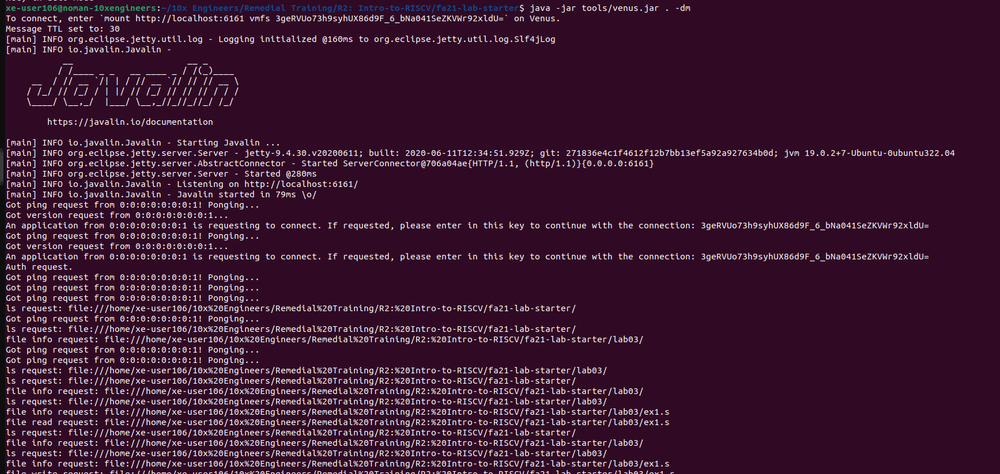 xe-user106@noman-10xengineers:~/10x Engineers/Remedial Training/R2: Intro-to-RISCV/fa21-lab-starter$ java -jar tools/venus.jar . -dm
To connect, enter `mount http://localhost:6161 vmfs 3geRVUo73h9syhUX86d9F_6_bNa041SeZKVWr92xldU=` on Venus.
Message TTL set to: 30
[main] INFO org.eclipse.jetty.util.log - Logging initialized @160ms to org.eclipse.jetty.util.log.Slf4jLog
[main] INFO io.javalin.Javalin -
           __                      __ _
          / /____ _ _   __ ____ _ / /(_)____
     __  / // __ `/| | / // __ `// // // __ \
    / /_/ // /_/ / | |/ // /_/ // // // / / /
    \____/ \__,_/  |___/ \__,_//_//_//_/ /_/
        https://javalin.io/documentation
[main] INFO io.javalin.Javalin - Starting Javalin ...
[main] INFO org.eclipse.jetty.server.Server - jetty-9.4.30.v20200611; built: 2020-06-11T12:34:51.929Z; git: 271836e4c1f4612f12b7bb13ef5a92a927634b0d; jvm 19.0.2+7-Ubuntu-0ubuntu322.04
[main] INFO org.eclipse.jetty.server.AbstractConnector - Started ServerConnector@706a04ae{HTTP/1.1, (http/1.1)}{0.0.0.0:6161}
[main] INFO org.eclipse.jetty.server.Server - Started @280ms
[main] INFO io.javalin.Javalin - Listening on http://localhost:6161/
[main] INFO io.javalin.Javalin - Javalin started in 79ms \o/
Got ping request from 0:0:0:0:0:0:0:1! Ponging...
Got version request from 0:0:0:0:0:0:0:1...
An application from 0:0:0:0:0:0:0:1 is requesting to connect. If requested, please enter in this key to continue with the connection: 3geRVUo73h9syhUX86d9F_6_bNa041SeZKVWr92xldU=
Got ping request from 0:0:0:0:0:0:0:1! Ponging...
Got version request from 0:0:0:0:0:0:0:1...
An application from 0:0:0:0:0:0:0:1 is requesting to connect. If requested, please enter in this key to continue with the connection: 3geRVUo73h9syhUX86d9F_6_bNa041SeZKVWr92xldU=
Auth request.
Got ping request from 0:0:0:0:0:0:0:1! Ponging...
Got ping request from 0:0:0:0:0:0:0:1! Ponging...
Got ping request from 0:0:0:0:0:0:0:1! Ponging...
ls request: file:///home/xe-user106/10x%20Engineers/Remedial%20Training/R2:%20Intro-to-RISCV/fa21-lab-starter/
Got ping request from 0:0:0:0:0:0:0:1! Ponging...
ls request: file:///home/xe-user106/10x%20Engineers/Remedial%20Training/R2:%20Intro-to-RISCV/fa21-lab-starter/
file info request: file:///home/xe-user106/10x%20Engineers/Remedial%20Training/R2:%20Intro-to-RISCV/fa21-lab-starter/lab03/
Got ping request from 0:0:0:0:0:0:0:1! Ponging...
Got ping request from 0:0:0:0:0:0:0:1! Ponging...
ls request: file:///home/xe-user106/10x%20Engineers/Remedial%20Training/R2:%20Intro-to-RISCV/fa21-lab-starter/lab03/
ls request: file:///home/xe-user106/10x%20Engineers/Remedial%20Training/R2:%20Intro-to-RISCV/fa21-lab-starter/
file info request: file:///home/xe-user106/10x%20Engineers/Remedial%20Training/R2:%20Intro-to-RISCV/fa21-lab-starter/lab03/
ls request: file:///home/xe-user106/10x%20Engineers/Remedial%20Training/R2:%20Intro-to-RISCV/fa21-lab-starter/lab03/
file info request: file:///home/xe-user106/10x%20Engineers/Remedial%20Training/R2:%20Intro-to-RISCV/fa21-lab-starter/lab03/ex1.s
file read request: file:///home/xe-user106/10x%20Engineers/Remedial%20Training/R2:%20Intro-to-RISCV/fa21-lab-starter/lab03/ex1.s
ls request: file:///home/xe-user106/10x%20Engineers/Remedial%20Training/R2:%20Intro-to-RISCV/fa21-lab-starter/
file info request: file:///home/xe-user106/10x%20Engineers/Remedial%20Training/R2:%20Intro-to-RISCV/fa21-lab-starter/lab03/
ls request: file:///home/xe-user106/10x%20Engineers/Remedial%20Training/R2:%20Intro-to-RISCV/fa21-lab-starter/lab03/
file info request: file:///home/xe-user106/10x%20Engineers/Remedial%20Training/R2:%20Intro-to-RISCV/fa21-lab-starter/lab03/ex1.s
file write request: file:///home/xe-user106/10x%20Engineers/Remedial%20Training/R2:%20Intro-to-RISCV/fa21-lab-starter/lab03/ex1.s